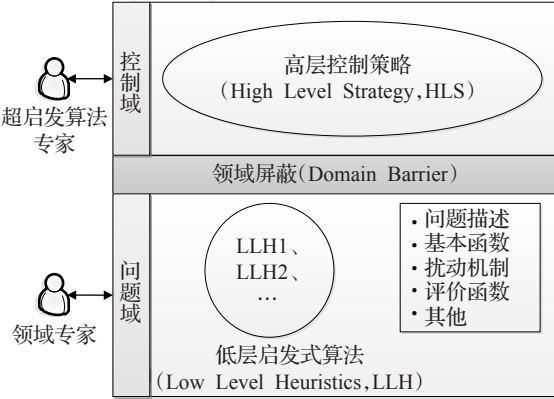 控制域
高层控制策略
(High Level Strategy,HLS)
超启发算法
专家
领域屏蔽(Domain Barrier)
问题域
LLH1、
LLH2、
…
·问题描述
·基本函数
·扰动机制
·评价函数
·其他
领域专家
低层启发式算法
(Low Level Heuristics,LLH)